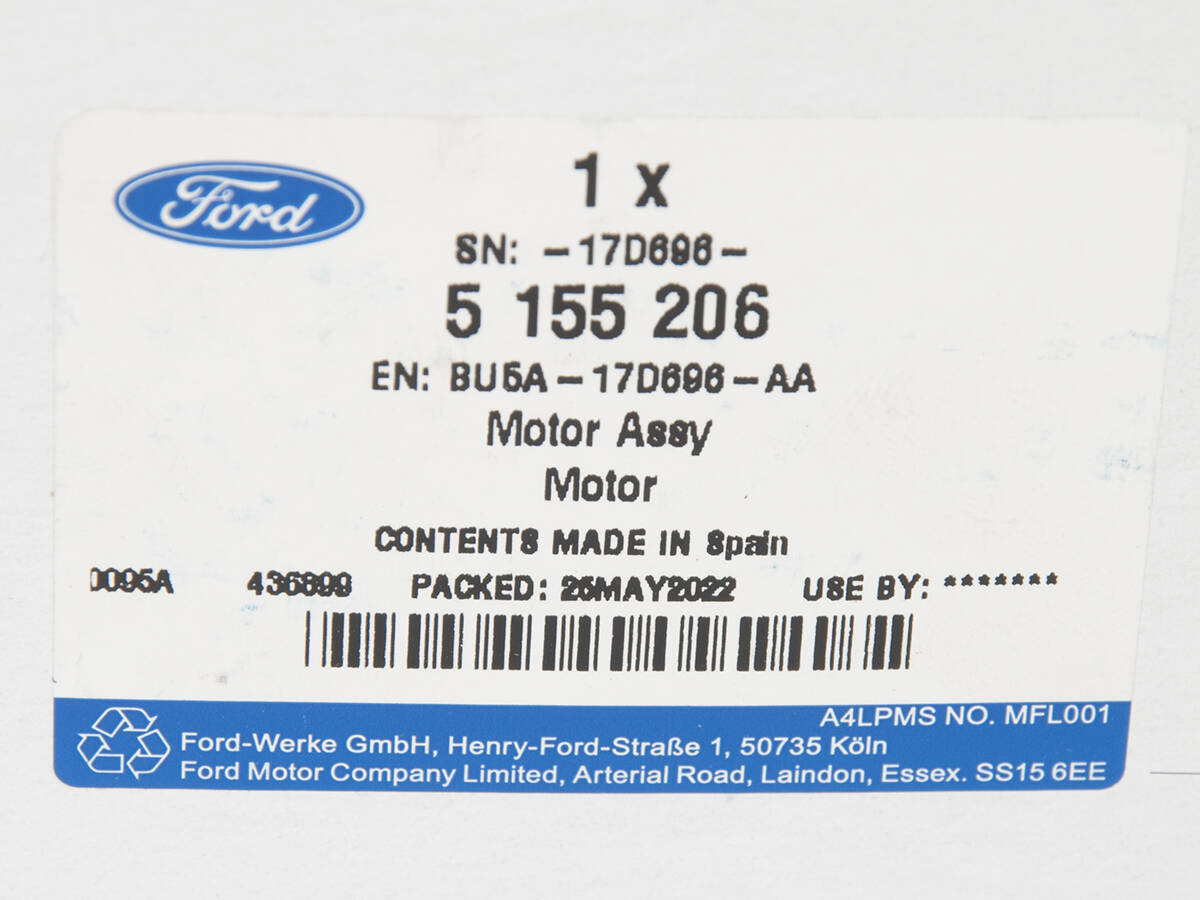 Ford
1 x
SN: -17D696-
5 155 206
EN: BU5A-17D696-AA
Motor Assy
Motor
CONTENTS MADE IN Spain
0095A 436899 PACKED: 26MAY2022 USE BY: *******
A4LPMS NO. MFL001
Ford-Werke GmbH, Henry-Ford-Straße 1, 50735 Köln
Ford Motor Company Limited, Arterial Road, Laindon, Essex. SS15 6EE